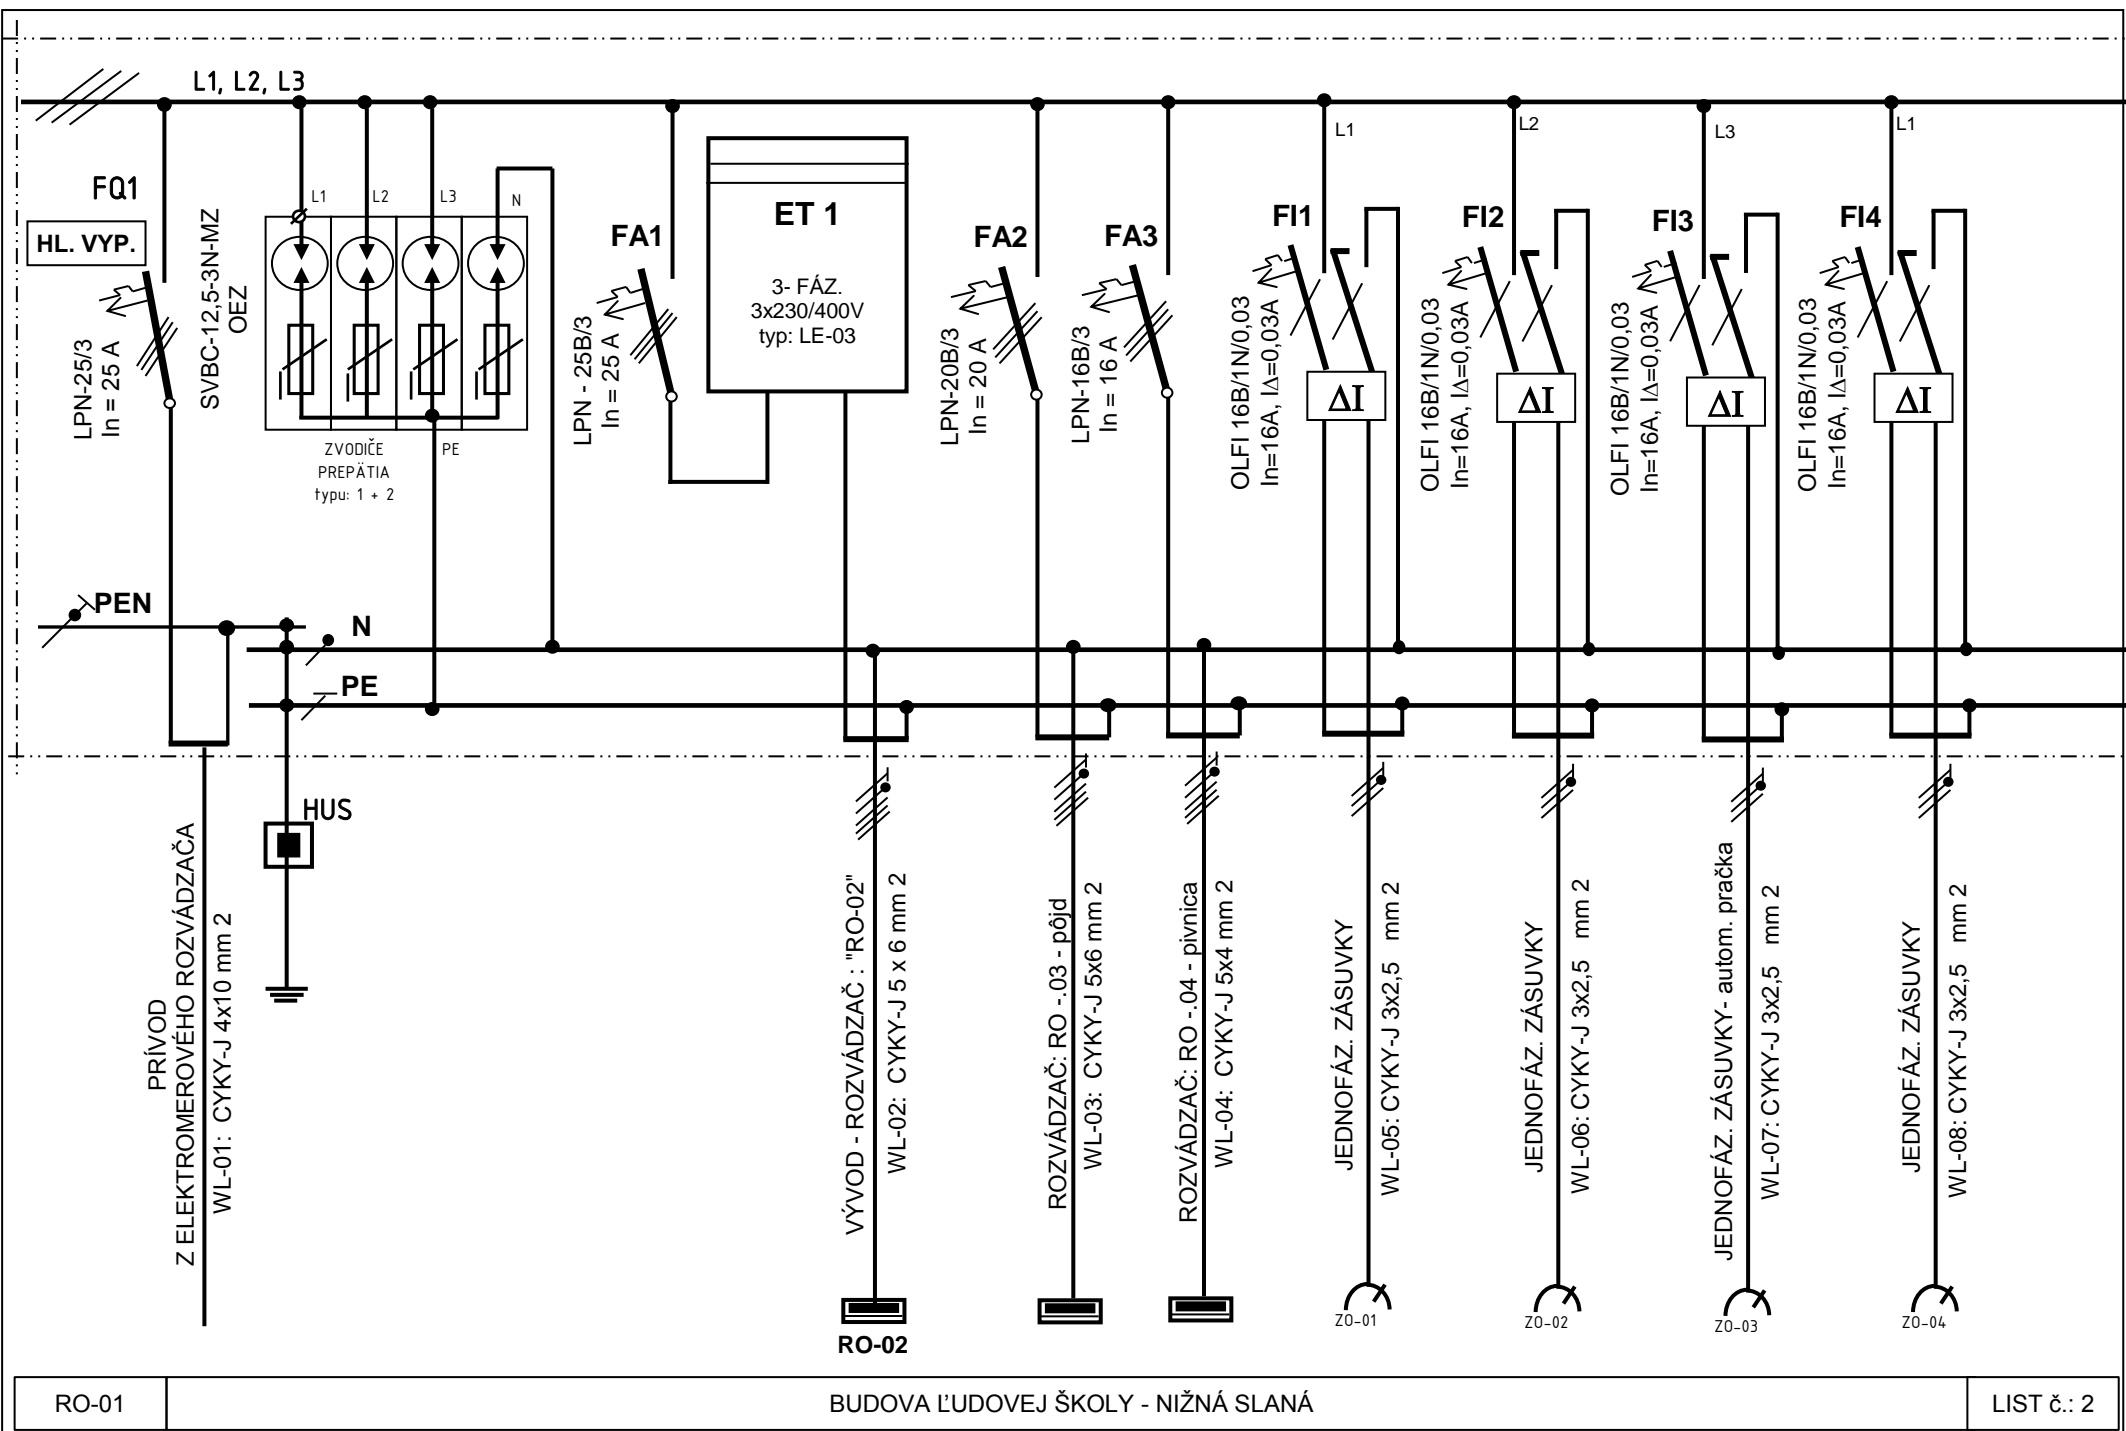 L1, L2, L3
FQ1
HL. VYP.
LPN-25/3
In = 25 A
SVBC-12,5-3N-MZ
OEZ
L1
L2
L3
N
ZVODIČE
PREPÄTIA
typu: 1 + 2
PE
FA1
LPN - 25B/3
In = 25 A
ET 1
3- FÁZ.
3x230/400V
typ: LE-03
FA2
LPN-20B/3
In = 20 A
FA3
LPN-16B/3
In = 16 A
L1
FI1
OLFI 16B/1N/0,03
In=16A, I∆=0,03A
ΔI
L2
FI2
OLFI 16B/1N/0,03
In=16A, I∆=0,03A
ΔI
L3
FI3
OLFI 16B/1N/0,03
In=16A, I∆=0,03A
ΔI
L1
FI4
OLFI 16B/1N/0,03
In=16A, I∆=0,03A
ΔI
PEN
N
PE
HUS
PRÍVOD
Z ELEKTROMEROVÉHO ROZVÁDZAČA
WL-01: CYKY-J 4x10 mm 2
VÝVOD - ROZVÁDZAČ : "RO-02"
WL-02: CYKY-J 5 x 6 mm 2
RO-02
ROZVÁDZAČ: RO -.03 - pôjd
WL-03: CYKY-J 5x6 mm 2
ROZVÁDZAČ: RO -.04 - pivnica
WL-04: CYKY-J 5x4 mm 2
JEDNOFÁZ. ZÁSUVKY
WL-05: CYKY-J 3x2,5 mm 2
ZO-01
JEDNOFÁZ. ZÁSUVKY
WL-06: CYKY-J 3x2,5 mm 2
ZO-02
JEDNOFÁZ. ZÁSUVKY- autom. pračka
WL-07: CYKY-J 3x2,5 mm 2
ZO-03
JEDNOFÁZ. ZÁSUVKY
WL-08: CYKY-J 3x2,5 mm 2
ZO-04
RO-01
BUDOVA ĽUDOVEJ ŠKOLY - NIŽNÁ SLANÁ
LIST č.: 2